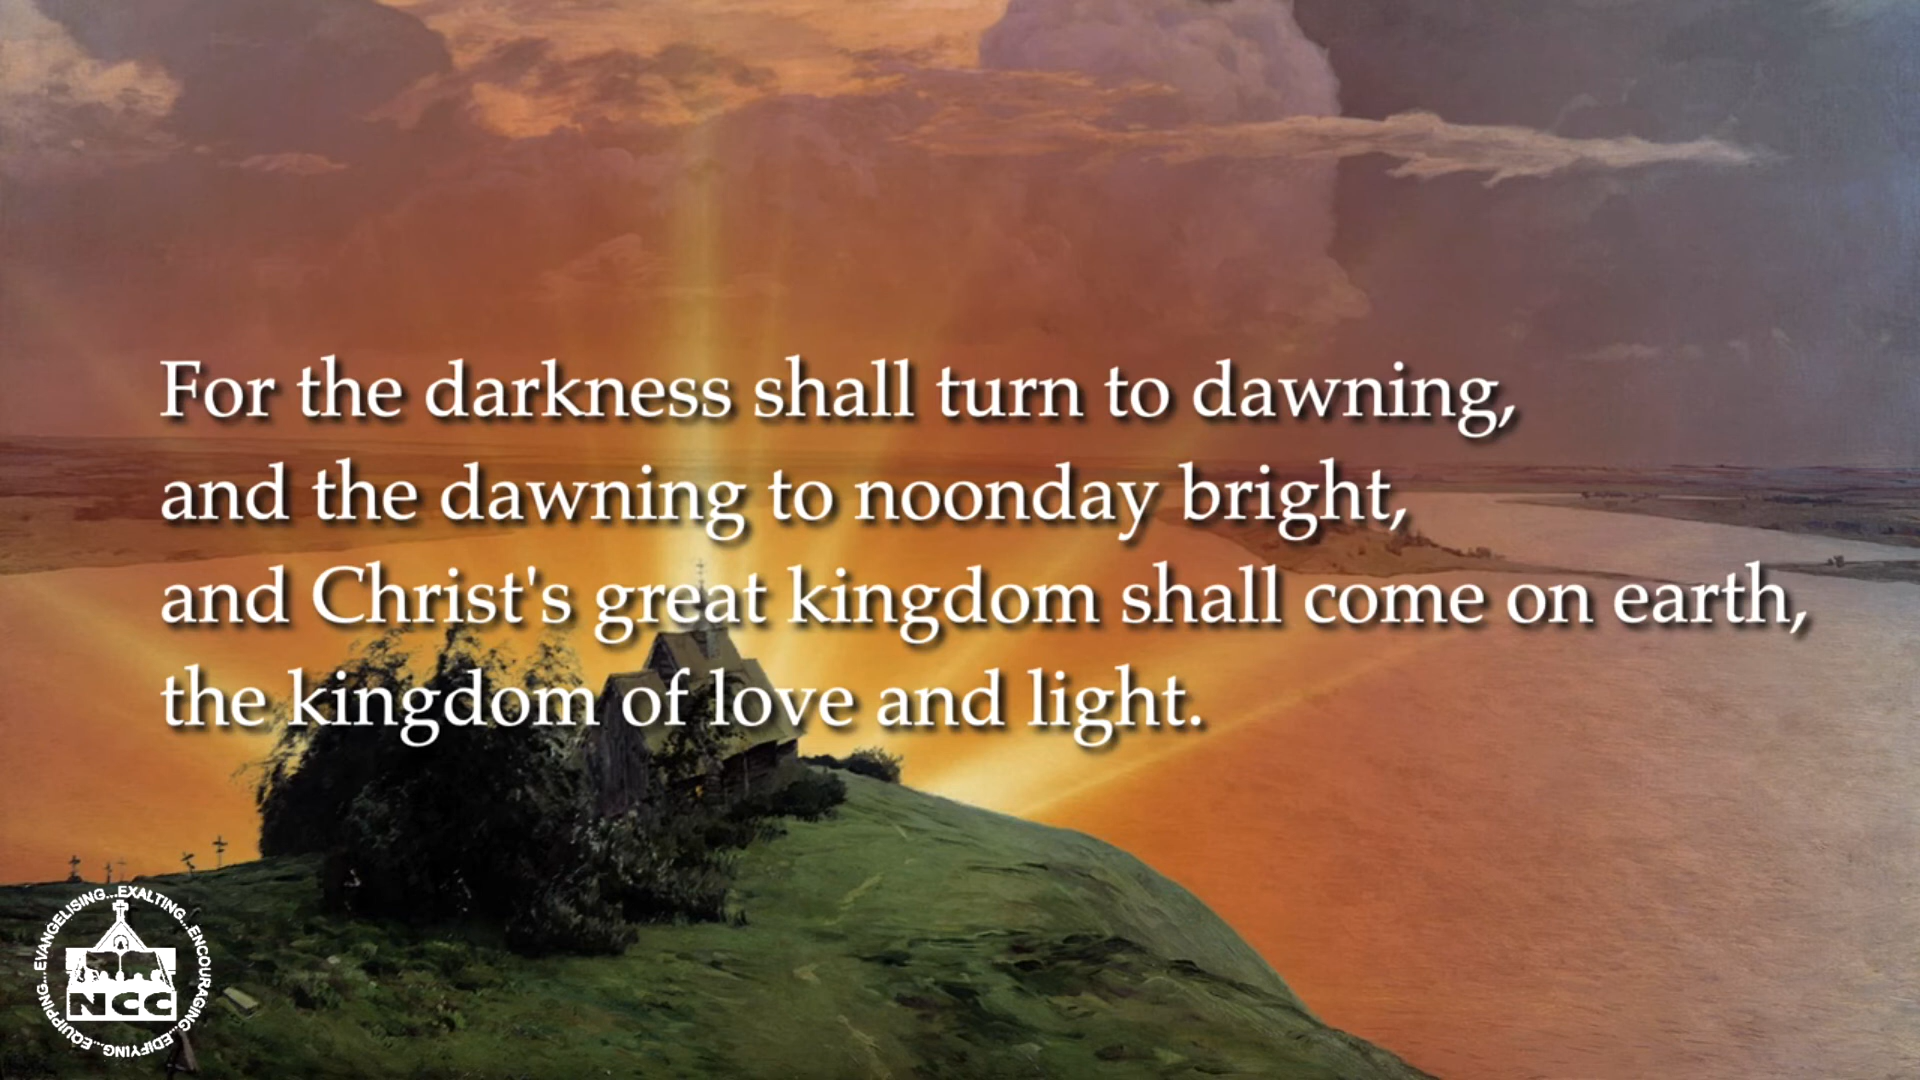 For the darkness shall turn to dawning,
and the dawning to noonday bright,
and Christ's great kingdom shall come on earth,
the kingdom of love and light.
EVANGELISING...EXALTING...ENCOURAGING...EDIFYING...EQUIPPING...
NCC